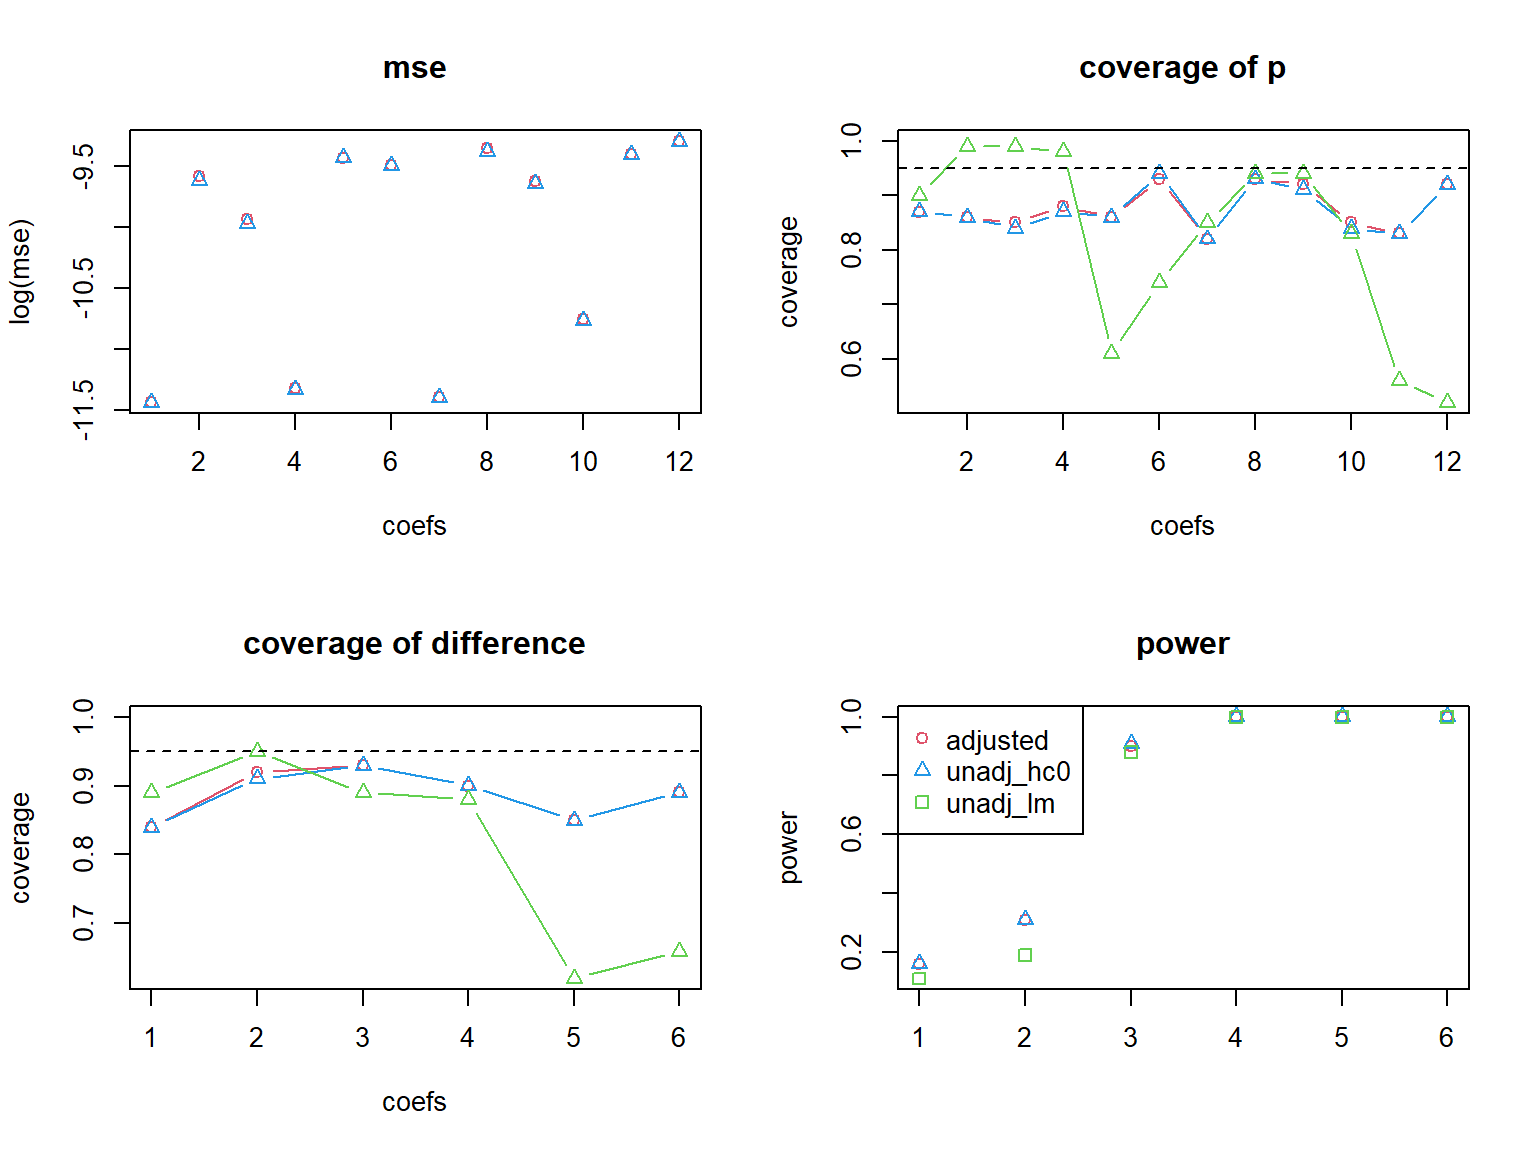 mse
log(mse)
-9.5
-10.5
-11.5
2 4 6 8 10 12
coefs
coverage of p
coverage
1.0
0.8
0.6
2 4 6 8 10 12
coefs
coverage of difference
coverage
1.0
0.9
0.8
0.7
1 2 3 4 5 6
coefs
power
power
1.0
0.6
0.2
adjusted
unadj_hc0
unadj_lm
1 2 3 4 5 6